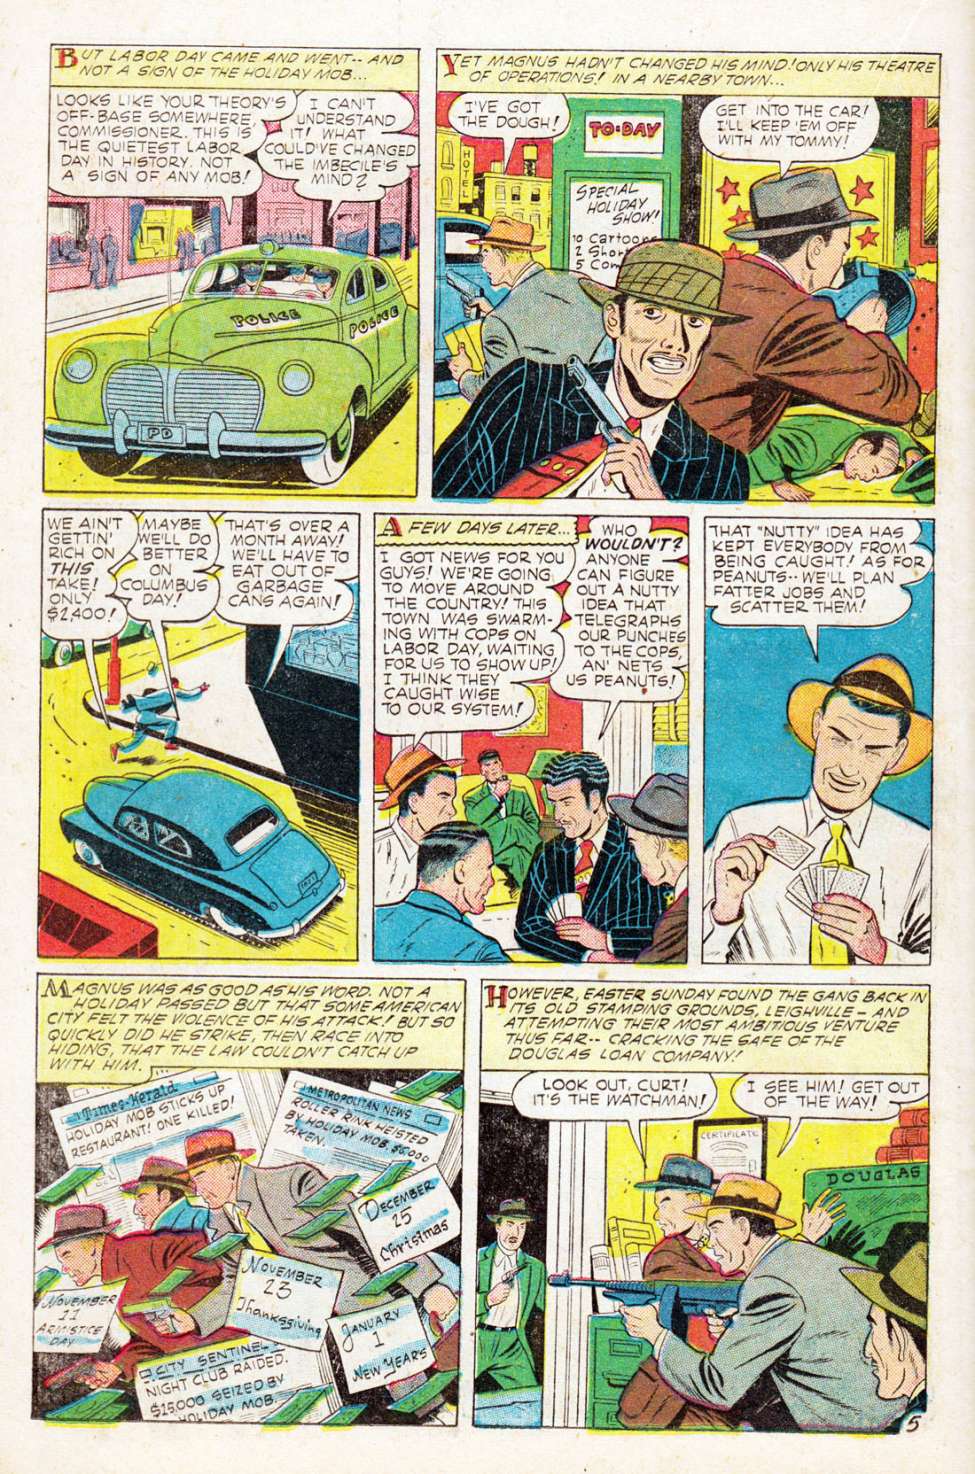 BUT LABOR DAY CAME AND WENT-- AND
NOT A SIGN OF THE HOLIDAY MOB...
LOOKS LIKE YOUR THEORY'S
OFF-BASE SOMEWHERE,
COMMISSIONER. THIS IS
THE QUIETEST LABOR
DAY IN HISTORY. NOT
A SIGN OF ANY MOB!
I CAN'T
UNDERSTAND
IT! WHAT
COULD'VE CHANGED
THE IMBECILE'S
MIND?
POLICE
POLICE
PD
YET MAGNUS HADN'T CHANGED HIS MIND! ONLY HIS THEATRE
OF OPERATIONS! IN A NEARBY TOWN...
I'VE GOT
THE DOUGH!
GET INTO THE CAR!
I'LL KEEP 'EM OFF
WITH MY TOMMY!
HOTEL
TO-DAY
SPECIAL
HOLIDAY
SHOW!
10 Cartoons
2 Short
5 Com
WE AIN'T
GETTIN'
RICH ON
THIS
TAKE!
ONLY
$2,400!
MAYBE
WE'LL DO
BETTER
ON
COLUMBUS
DAY!
THAT'S OVER A
MONTH AWAY!
WE'LL HAVE TO
EAT OUT OF
GARBAGE
CANS AGAIN!
A FEW DAYS LATER...
I GOT NEWS FOR YOU
GUYS! WE'RE GOING
TO MOVE AROUND
THE COUNTRY! THIS
TOWN WAS SWARM-
ING WITH COPS ON
LABOR DAY, WAITING
FOR US TO SHOW UP!
I THINK THEY
CAUGHT WISE
TO OUR SYSTEM!
WHO
WOULDN'T?
ANYONE
CAN FIGURE
OUT A NUTTY
IDEA THAT
TELEGRAPHS
OUR PUNCHES
TO THE COPS,
AN' NETS
US PEANUTS!
THAT "NUTTY" IDEA HAS
KEPT EVERYBODY FROM
BEING CAUGHT! AS FOR
PEANUTS-- WE'LL PLAN
FATTER JOBS AND
SCATTER THEM!
MAGNUS WAS AS GOOD AS HIS WORD. NOT A
HOLIDAY PASSED BUT THAT SOME AMERICAN
CITY FELT THE VIOLENCE OF HIS ATTACK! BUT SO
QUICKLY DID HE STRIKE, THEN RACE INTO
HIDING, THAT THE LAW COULDN'T CATCH UP
WITH HIM.
Times-Herald
HOLIDAY MOB STICKS UP
RESTAURANT! ONE KILLED!
METROPOLITAN NEWS
ROLLER RINK HEISTED
BY HOLIDAY MOB $6,000
TAKEN.
DECEMBER
25
Christmas
NOVEMBER
23
Thanksgiving
NOVEMBER
11
ARMISTICE
DAY
JANUARY
1
NEW YEARS
CITY SENTINEL
NIGHT CLUB RAIDED.
$15,000 SEIZED BY
HOLIDAY MOB.
HOWEVER, EASTER SUNDAY FOUND THE GANG BACK IN
ITS OLD STAMPING GROUNDS, LEIGHVILLE - AND
ATTEMPTING THEIR MOST AMBITIOUS VENTURE
THUS FAR-- CRACKING THE SAFE OF THE
DOUGLAS LOAN COMPANY!
LOOK OUT, CURT!
IT'S THE WATCHMAN!
I SEE HIM! GET OUT
OF THE WAY!
CERTIFICATE
DOUGLAS
5